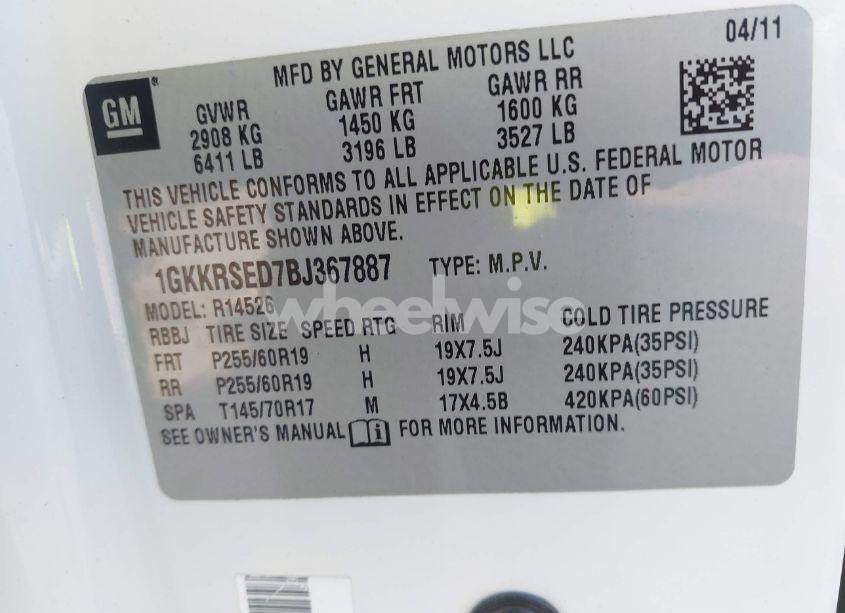 04/11
MFD BY GENERAL MOTORS LLC
GM
GVWR GAWR FRT GAWR RR
2908 KG 1450 KG 1600 KG
6411 LB 3196 LB 3527 LB
THIS VEHICLE CONFORMS TO ALL APPLICABLE U.S. FEDERAL MOTOR
VEHICLE SAFETY STANDARDS IN EFFECT ON THE DATE OF
MANUFACTURE SHOWN ABOVE.
1GKKRSED7BJ367887 TYPE: M.P.V.
MODEL: R14526
wheelwise
RBBJ TIRE SIZE SPEED RTG RIM COLD TIRE PRESSURE
FRT P255/60R19 H 19X7.5J 240KPA(35PSI)
RR P255/60R19 H 19X7.5J 240KPA(35PSI)
SPA T145/70R17 M 17X4.5B 420KPA(60PSI)
SEE OWNER'S MANUAL FOR MORE INFORMATION.